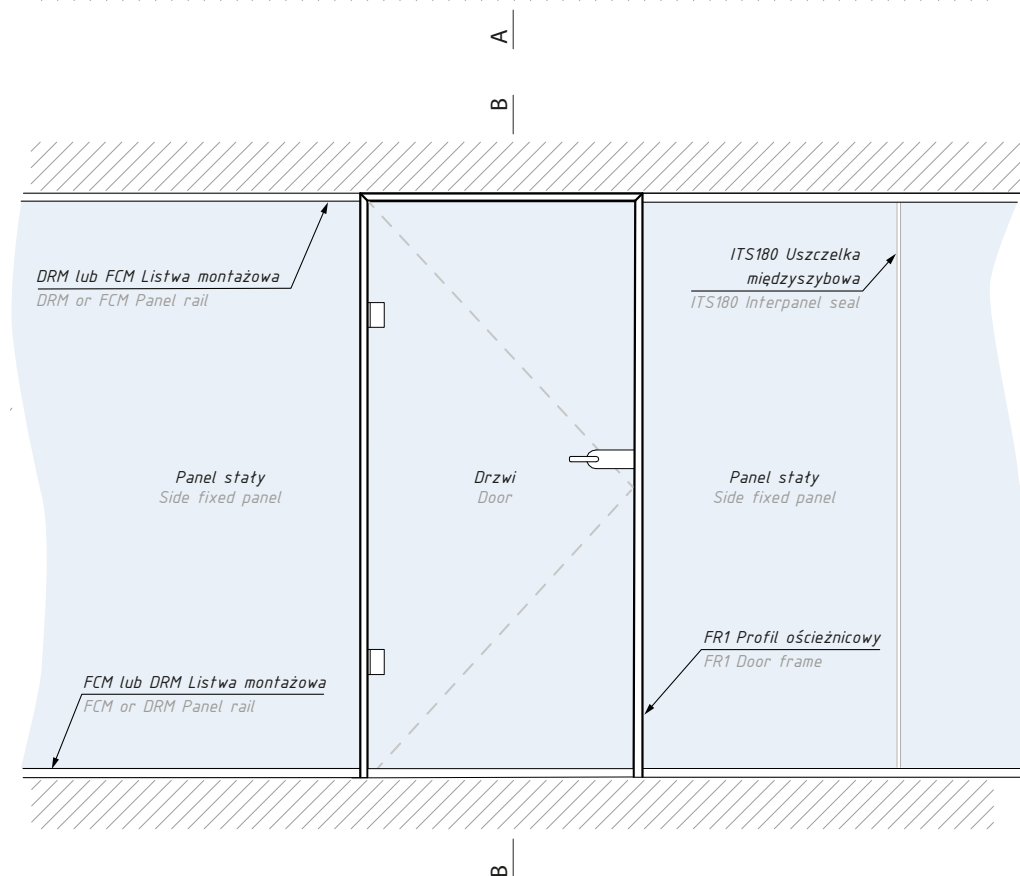 A
B
DRM lub FCM Listwa montażowa
DRM or FCM Panel rail
ITS180 Uszczelka
międzyszybowa
ITS180 Interpanel seal
Panel stały
Side fixed panel
Drzwi
Door
Panel stały
Side fixed panel
FR1 Profil ościeżnicowy
FR1 Door frame
FCM lub DRM Listwa montażowa
FCM or DRM Panel rail
B